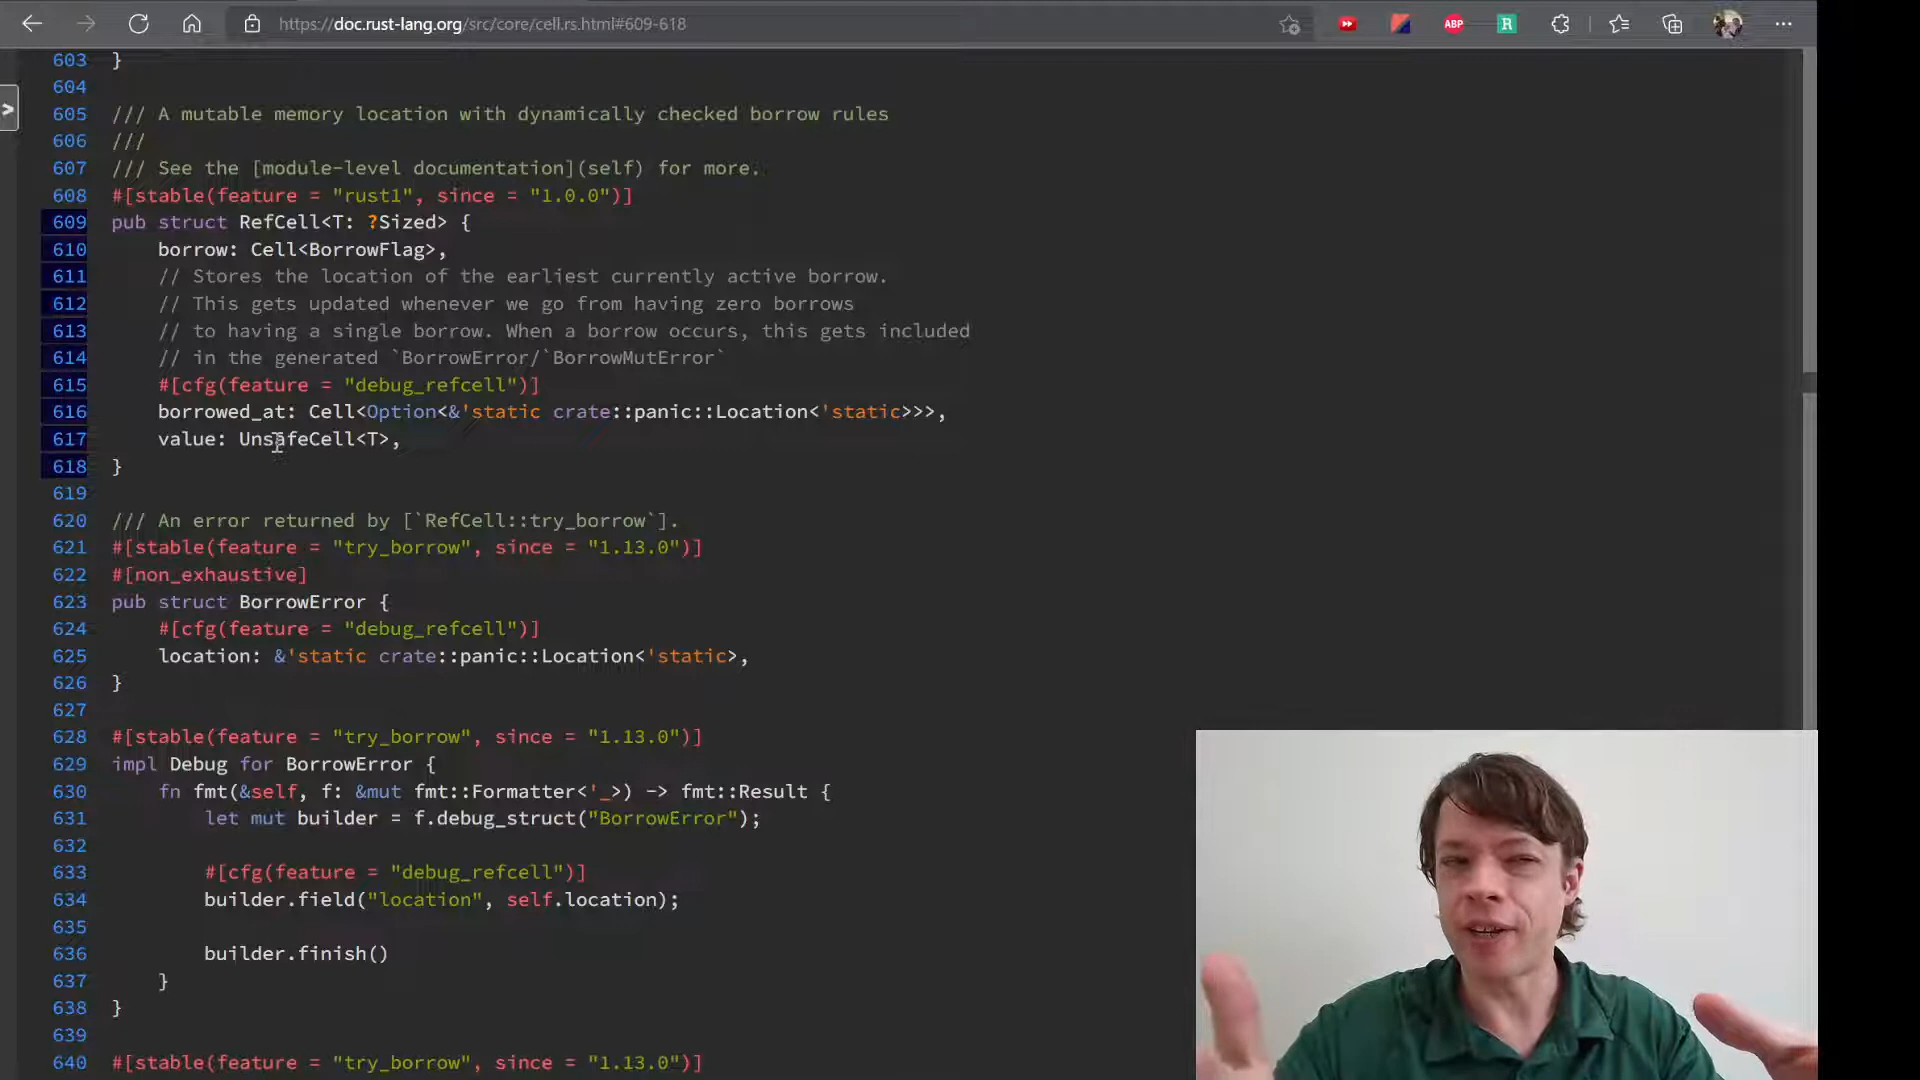 https://doc.rust-lang.org/src/core/cell.rs.html#609-618
ABP
R
>
603 }
604
605 /// A mutable memory location with dynamically checked borrow rules
606 ///
607 /// See the [module-level documentation](self) for more.
608 #[stable(feature = "rust1", since = "1.0.0")]
609 pub struct RefCell<T: ?Sized> {
610 borrow: Cell<BorrowFlag>,
611 // Stores the location of the earliest currently active borrow.
612 // This gets updated whenever we go from having zero borrows
613 // to having a single borrow. When a borrow occurs, this gets included
614 // in the generated `BorrowError/`BorrowMutError`
615 #[cfg(feature = "debug_refcell")]
616 borrowed_at: Cell<Option<&'static crate::panic::Location<'static>>>,
617 value: UnsafeCell<T>,
618 }
619
620 /// An error returned by [`RefCell::try_borrow`].
621 #[stable(feature = "try_borrow", since = "1.13.0")]
622 #[non_exhaustive]
623 pub struct BorrowError {
624 #[cfg(feature = "debug_refcell")]
625 location: &'static crate::panic::Location<'static>,
626 }
627
628 #[stable(feature = "try_borrow", since = "1.13.0")]
629 impl Debug for BorrowError {
630 fn fmt(&self, f: &mut fmt::Formatter<'_>) -> fmt::Result {
631 let mut builder = f.debug_struct("BorrowError");
632
633 #[cfg(feature = "debug_refcell")]
634 builder.field("location", self.location);
635
636 builder.finish()
637 }
638 }
639
640 #[stable(feature = "try_borrow", since = "1.13.0")]